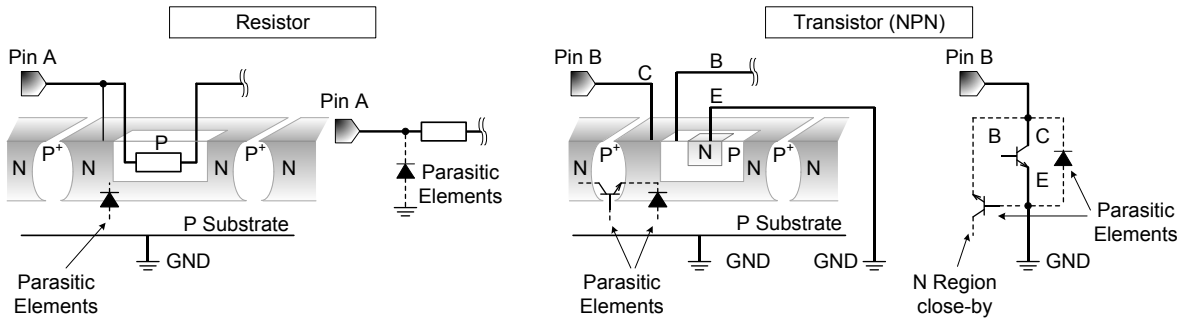 Resistor
Transistor (NPN)
Pin A
Pin B
C
B
E
Pin B
Pin A
N
P+
N
P
N
P+
N
Parasitic
Elements
N
P+
N
P
N
P+
N
B
C
E
P Substrate
GND
Parasitic
Elements
P Substrate
GND
GND
Parasitic
Elements
Parasitic
Elements
GND
N Region
close-by